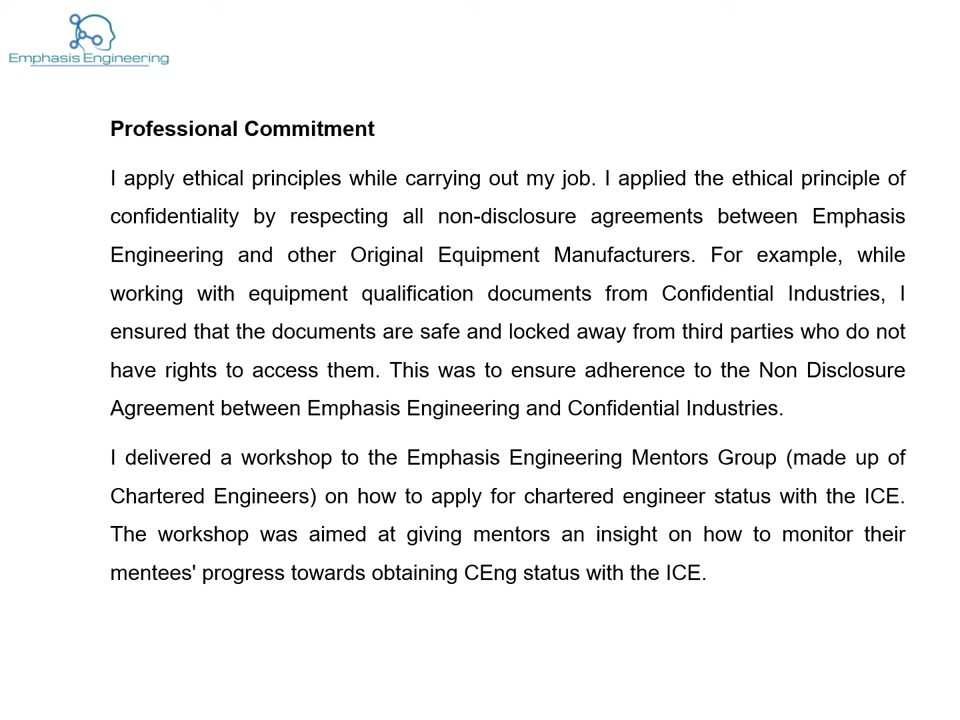 Emphasis Engineering
Professional Commitment
I apply ethical principles while carrying out my job. I applied the ethical principle of
confidentiality by respecting all non-disclosure agreements between Emphasis
Engineering and other Original Equipment Manufacturers. For example, while
working with equipment qualification documents from Confidential Industries, I
ensured that the documents are safe and locked away from third parties who do not
have rights to access them. This was to ensure adherence to the Non Disclosure
Agreement between Emphasis Engineering and Confidential Industries.
I delivered a workshop to the Emphasis Engineering Mentors Group (made up of
Chartered Engineers) on how to apply for chartered engineer status with the ICE.
The workshop was aimed at giving mentors an insight on how to monitor their
mentees' progress towards obtaining CEng status with the ICE.